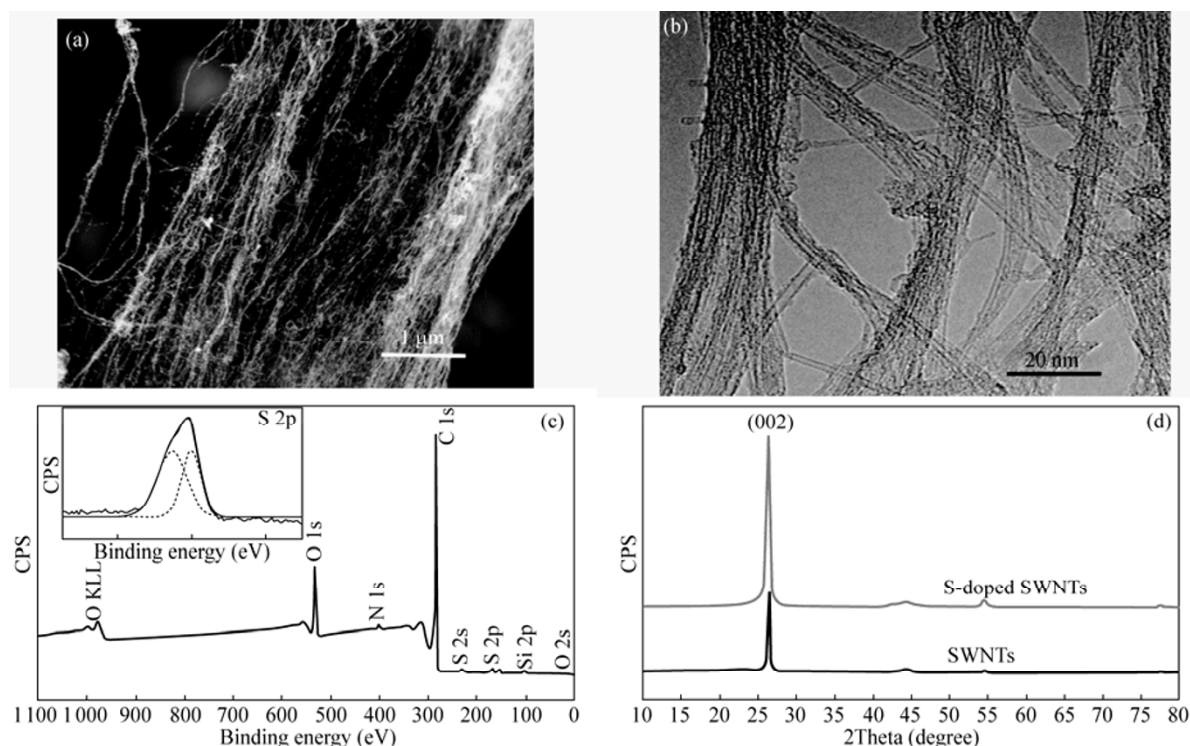 (a)
1 μm
(b)
20 nm
(c)
S 2p
CPS
Binding energy (eV)
CPS
O KLL
O 1s
N 1s
C 1s
S 2s
S 2p
Si 2p
O 2s
1 100 1 000 900 800 700 600 500 400 300 200 100 0
Binding energy (eV)
(d)
(002)
CPS
S-doped SWNTs
SWNTs
10 15 20 25 30 35 40 45 50 55 60 65 70 75 80
2Theta (degree)